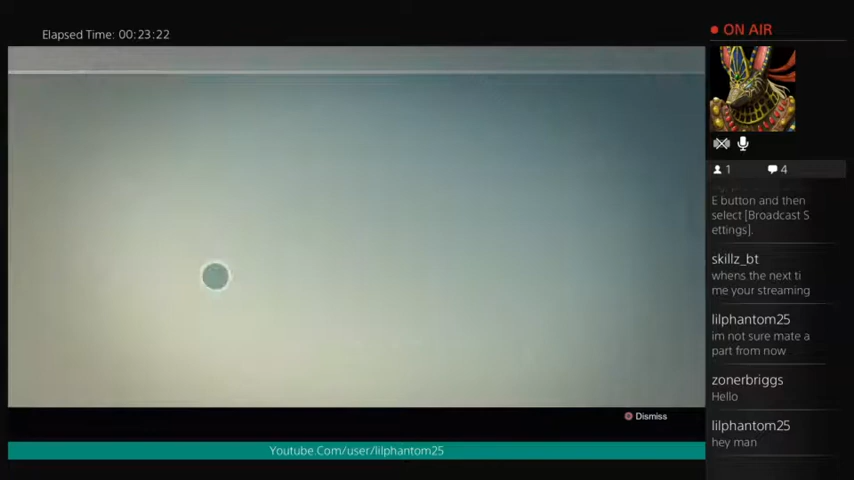 Elapsed Time: 00:23:22
ON AIR
1
4
E button and then
select [Broadcast S
ettings].
skillz_bt
whens the next ti
me your streaming
lilphantom25
im not sure mate a
part from now
zonerbriggs
Hello
lilphantom25
hey man
Dismiss
Youtube.Com/user/lilphantom25